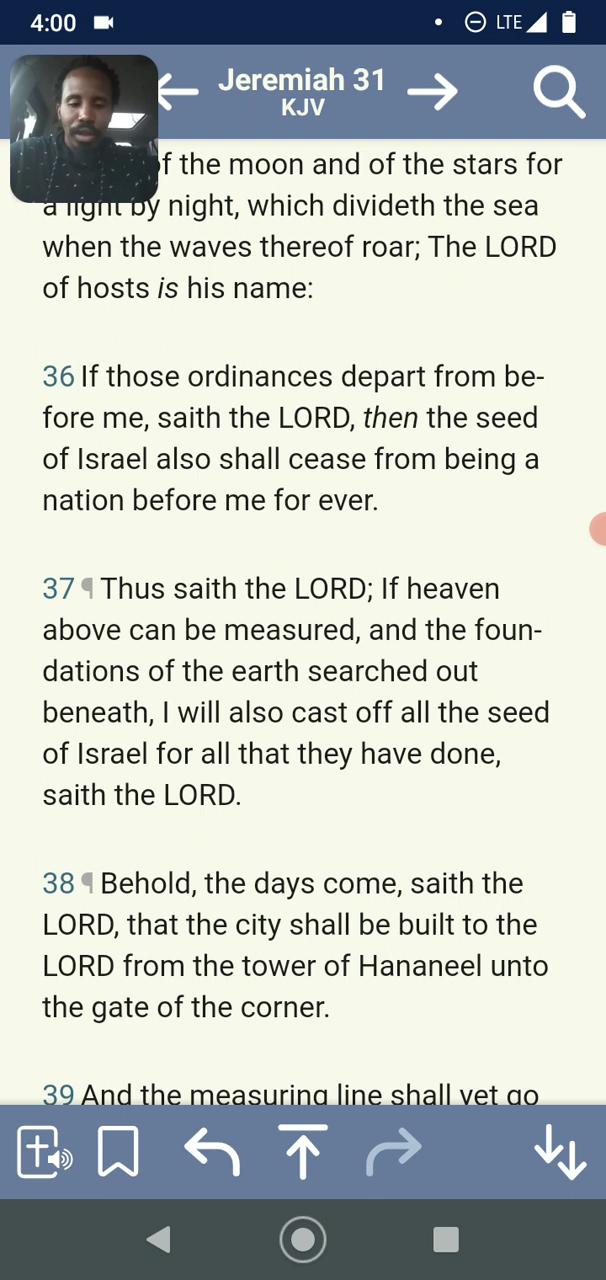 4:00
LTE
Jeremiah 31
KJV
of the moon and of the stars for
a light by night, which divideth the sea
when the waves thereof roar; The LORD
of hosts is his name:
36 If those ordinances depart from be-
fore me, saith the LORD, then the seed
of Israel also shall cease from being a
nation before me for ever.
37 ¶ Thus saith the LORD; If heaven
above can be measured, and the foun-
dations of the earth searched out
beneath, I will also cast off all the seed
of Israel for all that they have done,
saith the LORD.
38 ¶ Behold, the days come, saith the
LORD, that the city shall be built to the
LORD from the tower of Hananeel unto
the gate of the corner.
39 And the measuring line shall yet go